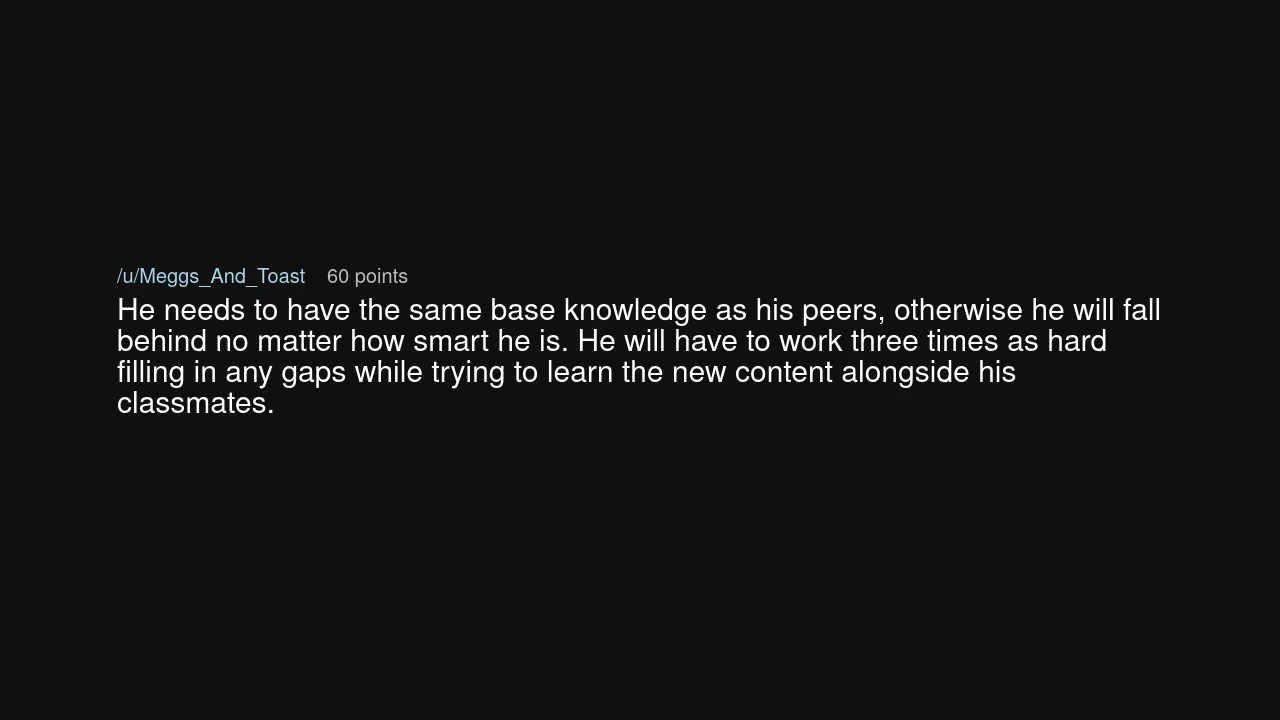 /u/Meggs_And_Toast 60 points
He needs to have the same base knowledge as his peers, otherwise he will fall
behind no matter how smart he is. He will have to work three times as hard
filling in any gaps while trying to learn the new content alongside his
classmates.